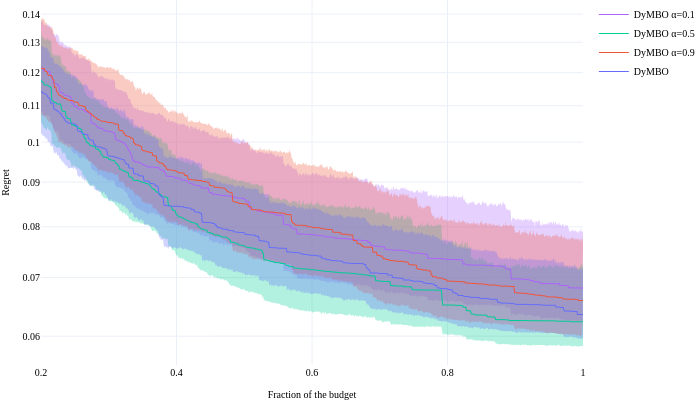 0.14
0.13
0.12
0.11
0.1
0.09
0.08
0.07
0.06
Regret
0.2
0.4
0.6
0.8
1
Fraction of the budget
DyMBO α=0.1
DyMBO α=0.5
DyMBO α=0.9
DyMBO